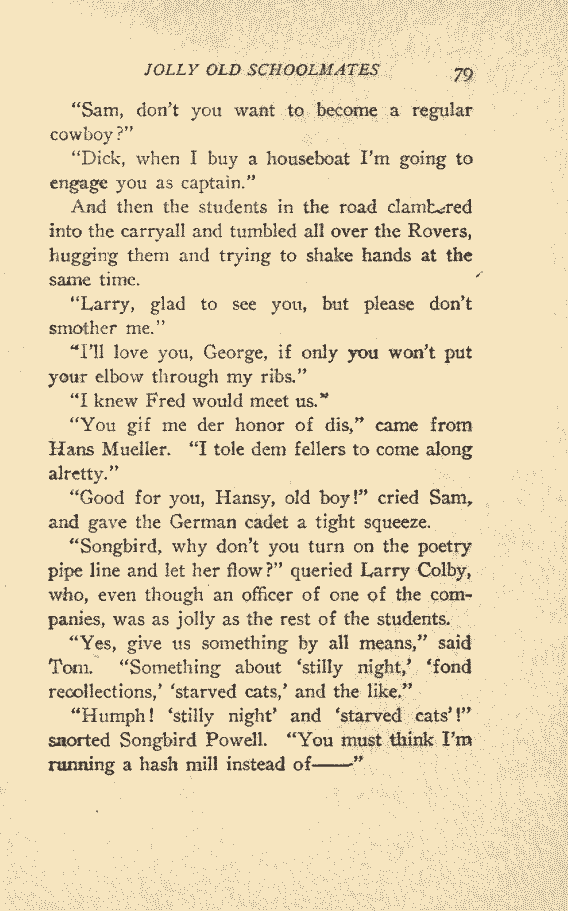 JOLLY OLD SCHOOLMATES 79
"Sam, don't you want to become a regular
cowboy?"
"Dick, when I buy a houseboat I'm going to
engage you as captain."
And then the students in the road clambered
into the carryall and tumbled all over the Rovers,
hugging them and trying to shake hands at the
same time.
"Larry, glad to see you, but please don't
smother me."
"I'll love you, George, if only you won't put
your elbow through my ribs."
"I knew Fred would meet us."
"You gif me der honor of dis," came from
Hans Mueller. "I tole dem fellers to come along
alretty."
"Good for you, Hansy, old boy!" cried Sam,
and gave the German cadet a tight squeeze.
"Songbird, why don't you turn on the poetry
pipe line and let her flow?" queried Larry Colby,
who, even though an officer of one of the com-
panies, was as jolly as the rest of the students.
"Yes, give us something by all means," said
Tom. "Something about 'stilly night,' 'fond
recollections,' 'starved cats,' and the like."
"Humph! 'stilly night' and 'starved cats'!"
snorted Songbird Powell. "You must think I'm
running a hash mill instead of——"